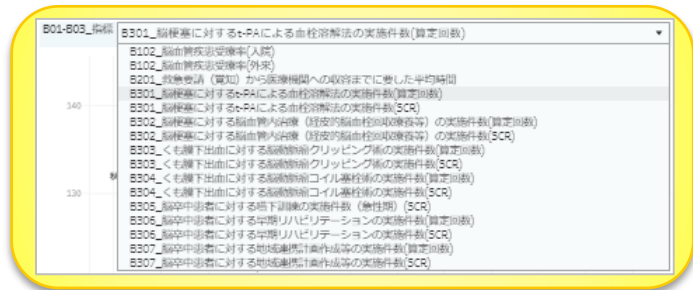 B01-B03_指標
B301_脳梗塞に対するt-PAによる血栓溶解法の実施件数(算定回数)
B102_脳血管疾患受療率(入院)
B102_脳血管疾患受療率(外来)
B201_救急要請（覚知）から医療機関への収容までに要した平均時間
B301_脳梗塞に対するt-PAによる血栓溶解法の実施件数(算定回数)
B301_脳梗塞に対するt-PAによる血栓溶解法の実施件数(SCR)
B302_脳梗塞に対する脳血管内治療（経皮的脳血栓回収療養等）の実施件数(算定回数)
B302_脳梗塞に対する脳血管内治療（経皮的脳血栓回収療養等）の実施件数(SCR)
B303_くも膜下出血に対する脳動脈瘤クリッピング術の実施件数(算定回数)
B303_くも膜下出血に対する脳動脈瘤クリッピング術の実施件数(SCR)
B304_くも膜下出血に対する脳動脈瘤コイル塞栓術の実施件数(算定回数)
B304_くも膜下出血に対する脳動脈瘤コイル塞栓術の実施件数(SCR)
B305_脳卒中患者に対する嚥下訓練の実施件数（急性期）(SCR)
B306_脳卒中患者に対する早期リハビリテーションの実施件数(算定回数)
B306_脳卒中患者に対する早期リハビリテーションの実施件数(SCR)
B307_脳卒中患者に対する地域連携計画作成等の実施件数(算定回数)
B307_脳卒中患者に対する地域連携計画作成等の実施件数(SCR)
140
130